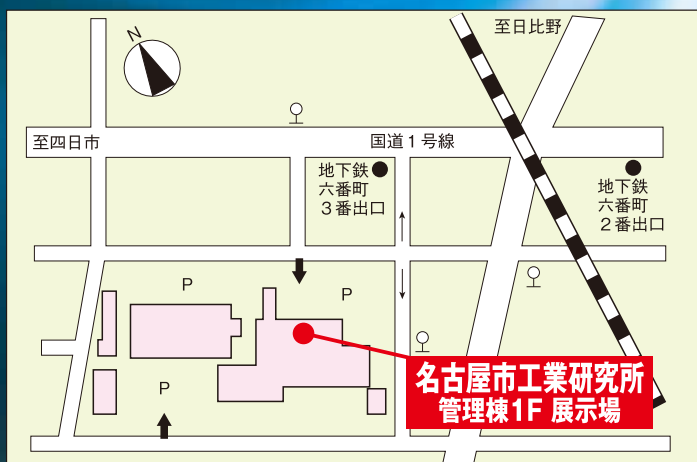 至日比野
N
至四日市
国道1号線
地下鉄
六番町
3番出口
地下鉄
六番町
2番出口
P
P
名古屋市工業研究所
管理棟1F 展示場
P